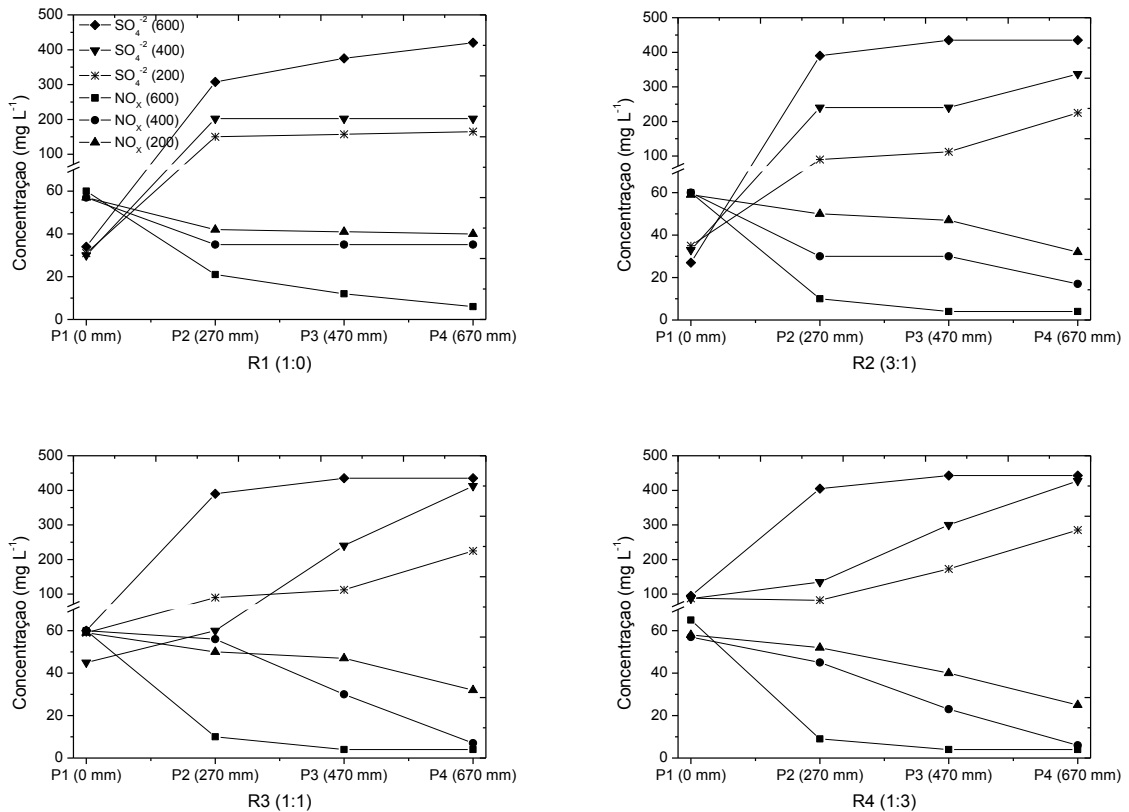 500
400
300
200
100
60
40
20
0
Concentraçao (mg L⁻¹)
SO₄⁻² (600)
SO₄⁻² (400)
SO₄⁻² (200)
NOₓ (600)
NOₓ (400)
NOₓ (200)
P1 (0 mm) P2 (270 mm) P3 (470 mm) P4 (670 mm)
R1 (1:0)
500
400
300
200
100
60
40
20
0
Concentraçao (mg L⁻¹)
P1 (0 mm) P2 (270 mm) P3 (470 mm) P4 (670 mm)
R2 (3:1)
500
400
300
200
100
60
40
20
0
Concentraçao (mg L⁻¹)
P1 (0 mm) P2 (270 mm) P3 (470 mm) P4 (670 mm)
R3 (1:1)
500
400
300
200
100
60
40
20
0
Concentraçao (mg L⁻¹)
P1 (0 mm) P2 (270 mm) P3 (470 mm) P4 (670 mm)
R4 (1:3)